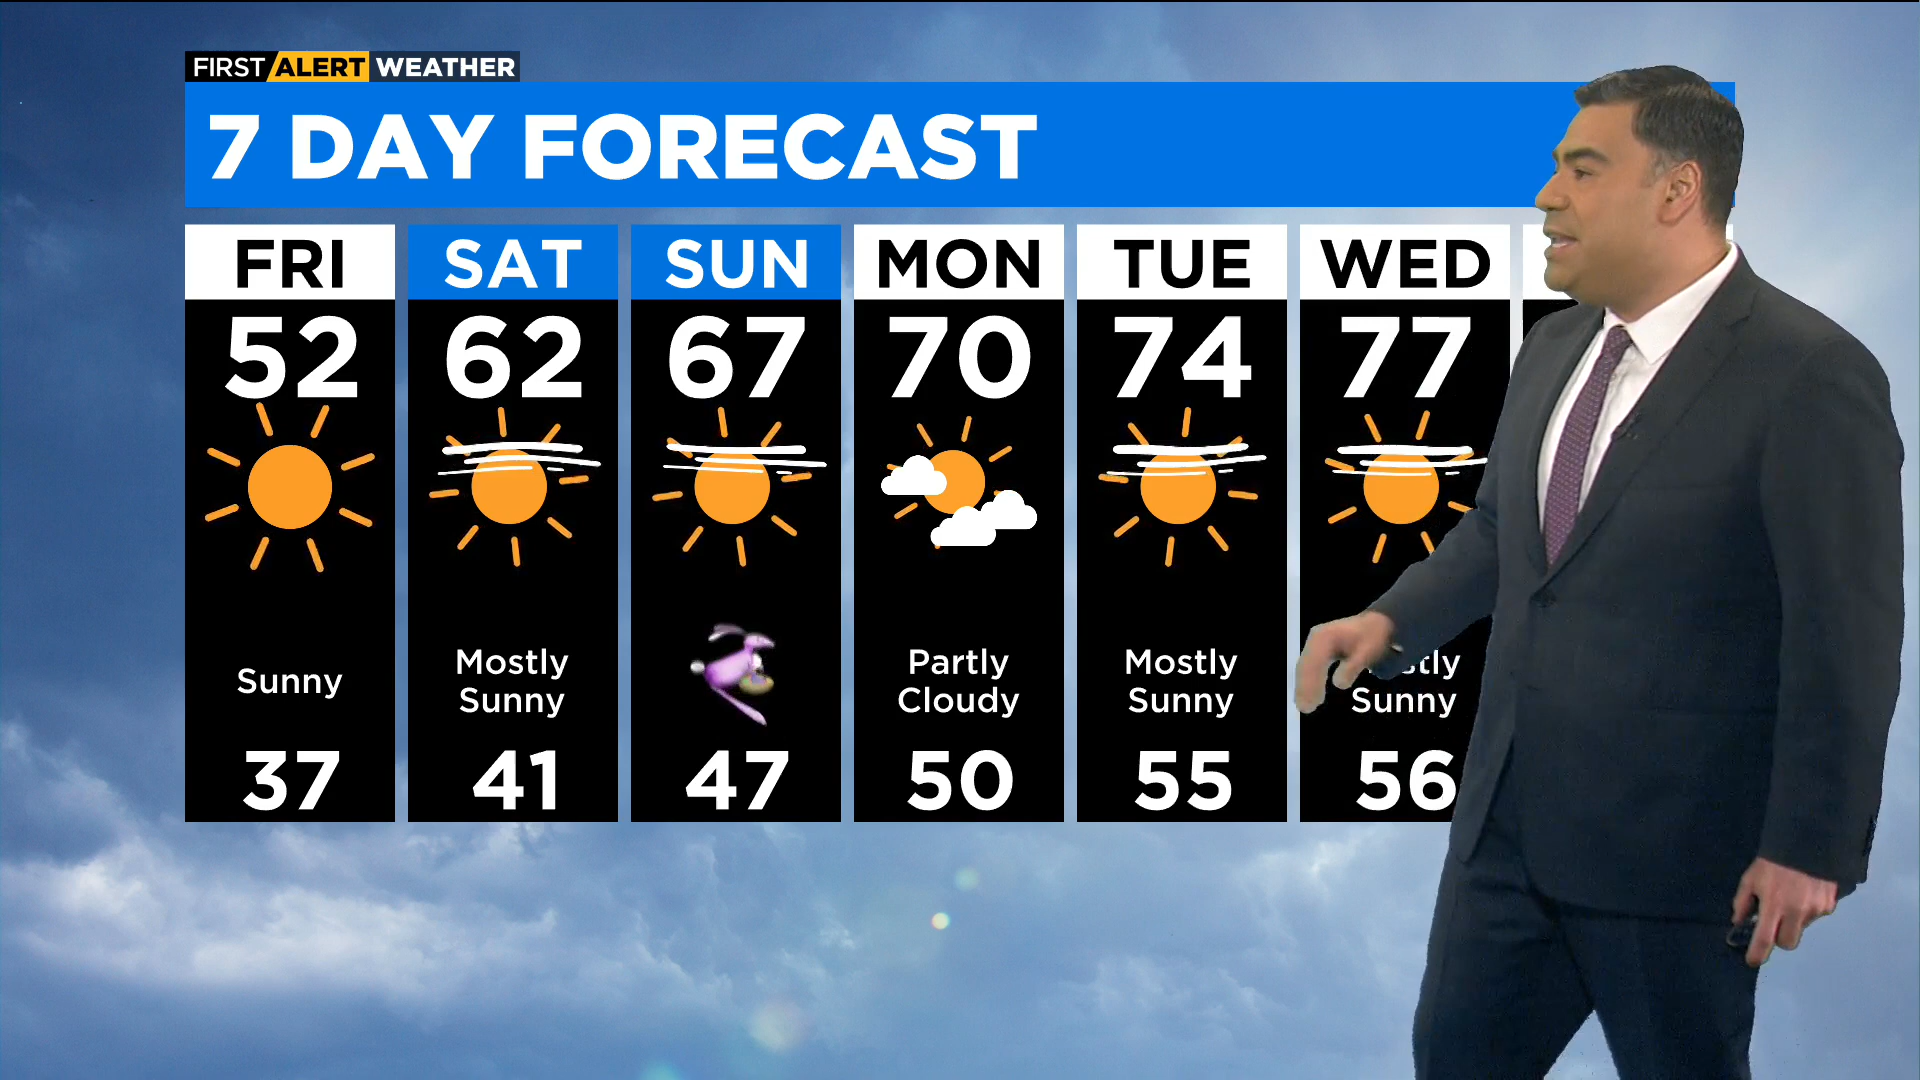 FIRST ALERT WEATHER
7 DAY FORECAST
FRI
52
Sunny
37
SAT
62
Mostly
Sunny
41
SUN
67
47
MON
70
Partly
Cloudy
50
TUE
74
Mostly
Sunny
55
WED
77
Sunny
56